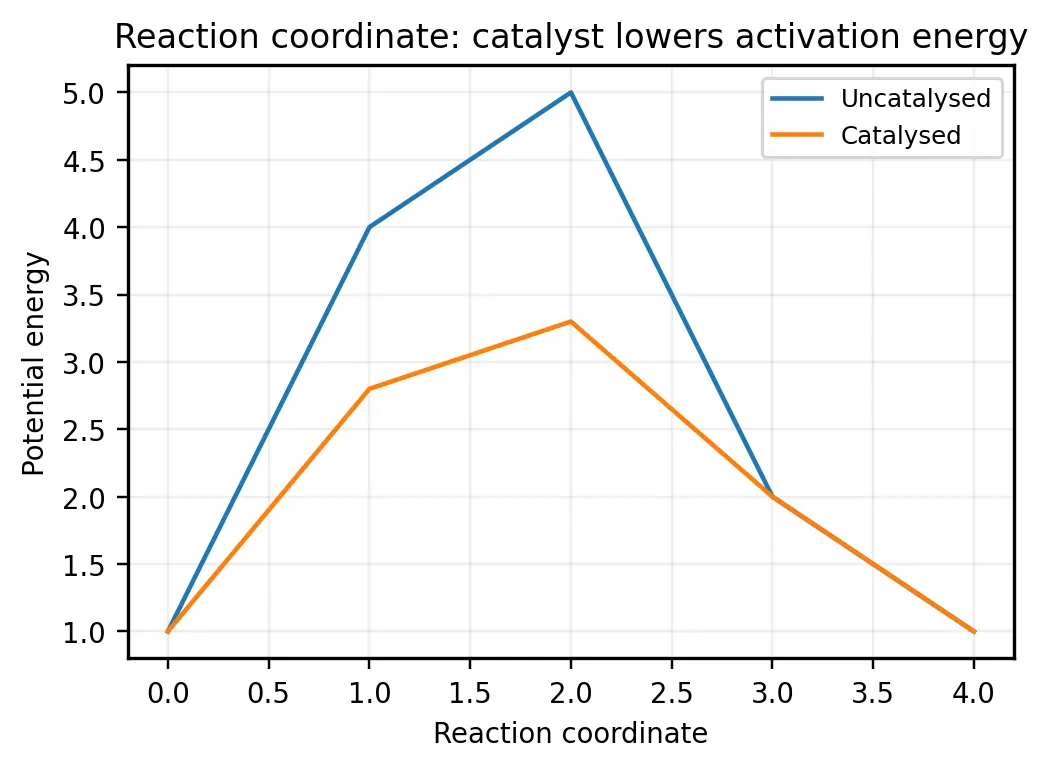 Reaction coordinate: catalyst lowers activation energy
Uncatalysed
Catalysed
Potential energy
5.0
4.5
4.0
3.5
3.0
2.5
2.0
1.5
1.0
0.0 0.5 1.0 1.5 2.0 2.5 3.0 3.5 4.0
Reaction coordinate